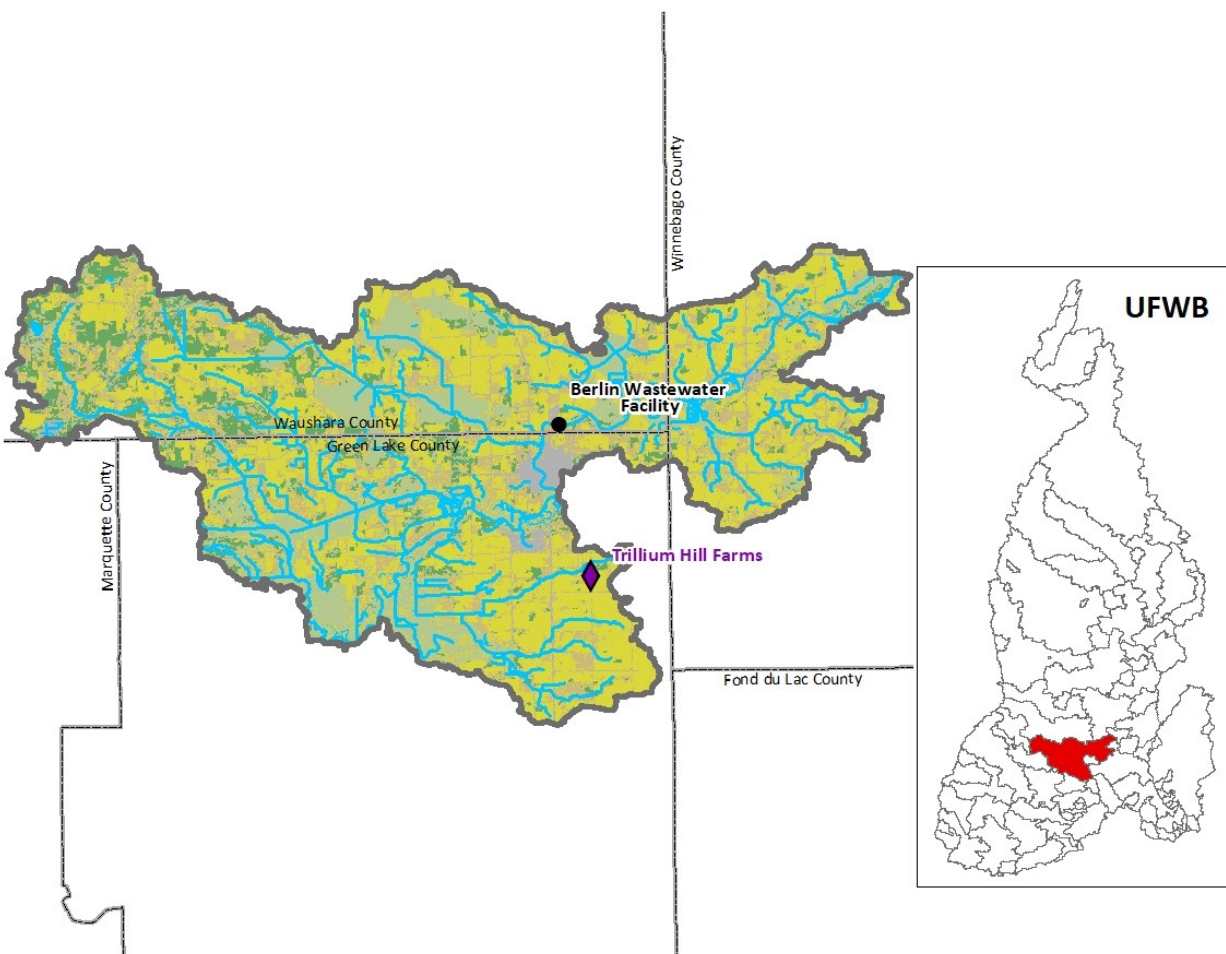 Winnebago County
UFWB
Berlin Wastewater
Facility
Waushara County
Green Lake County
Marquette County
Trillium Hill Farms
Fond du Lac County